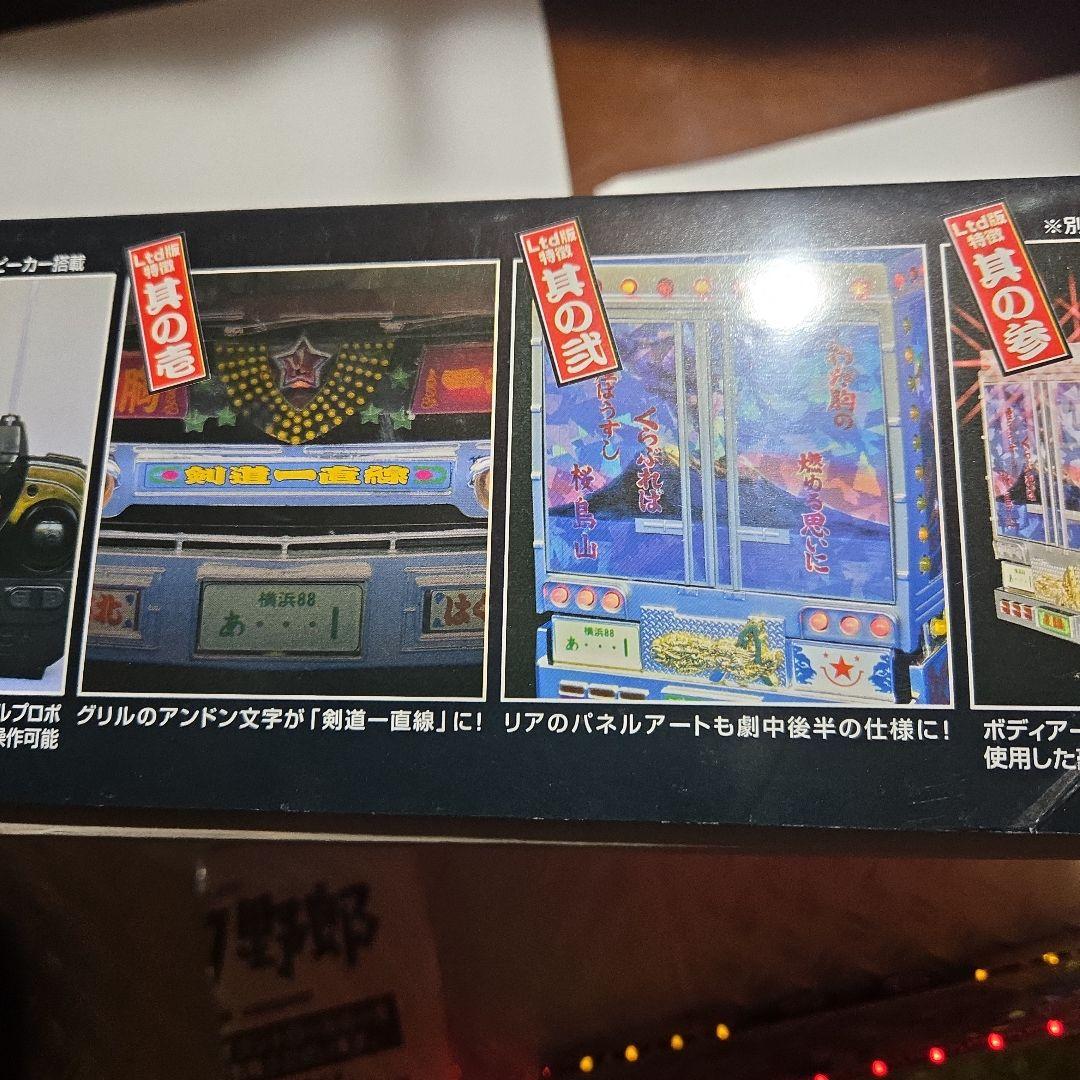 ピーカー搭載
ルプロポ
操作可能
Ltd版
特徴
其の壱
剣道一直線
北
横浜88
あ・・・1
はぐ
グリルのアンドン文字が「剣道一直線」に!
Ltd版
特徴
其の弐
わが胸の
燃ゆる思いに
くらぶれば
ぼうすし
桜島山
横浜88
あ・・・1
リアのパネルアートも劇中後半の仕様に!
※別
Ltd版
特徴
其の参
ボディアー
使用した
野郎